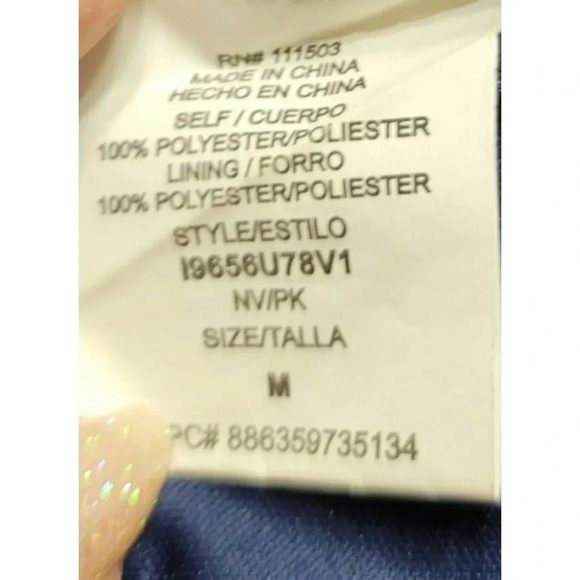 RN# 111503
MADE IN CHINA
HECHO EN CHINA
SELF / CUERPO
100% POLYESTER/POLIESTER
LINING / FORRO
100% POLYESTER/POLIESTER
STYLE/ESTILO
I9656U78V1
NV/PK
SIZE/TALLA
M
PC# 886359735134